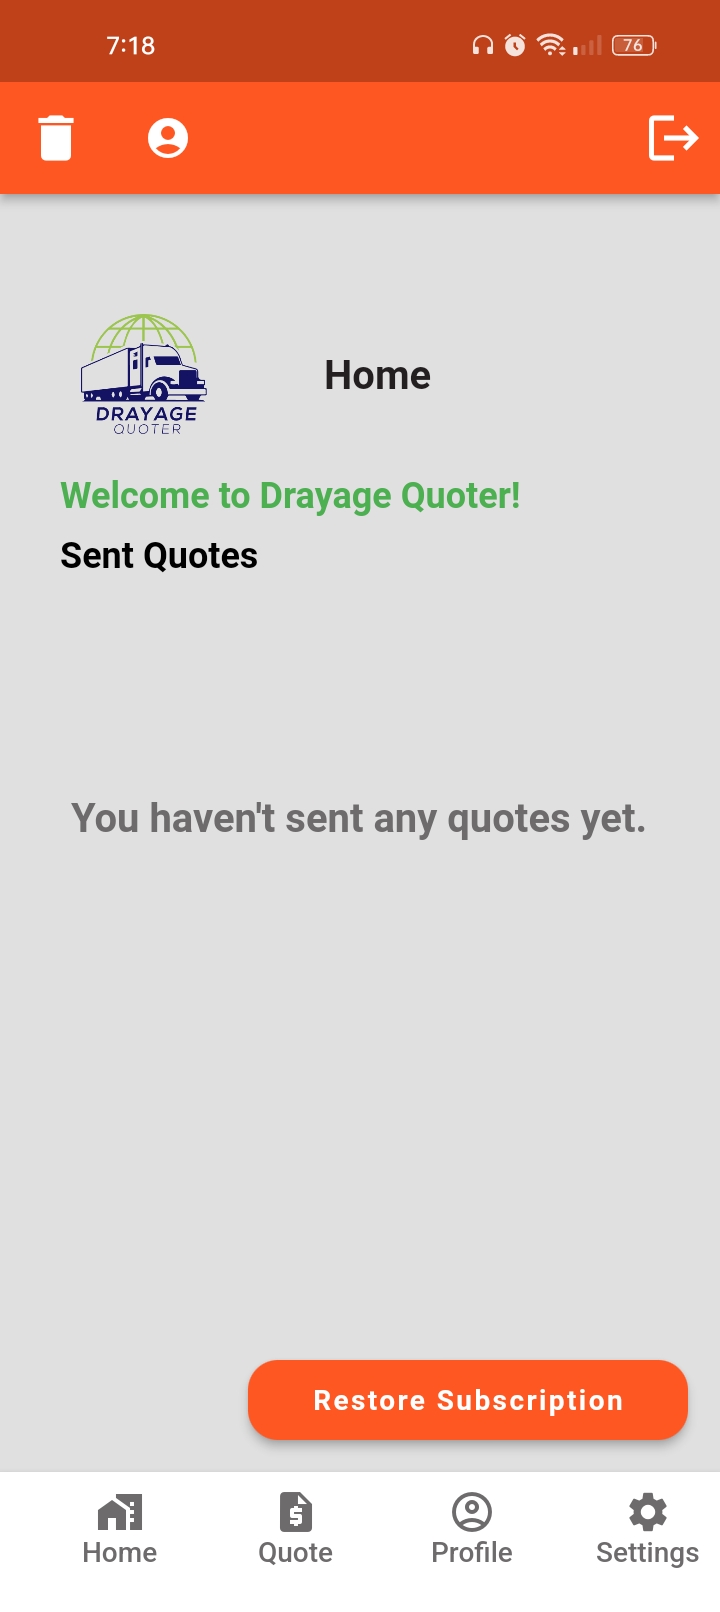 7:18
76
DRAYAGE
QUOTER
Home
Welcome to Drayage Quoter!
Sent Quotes
You haven't sent any quotes yet.
Restore Subscription
Home
Quote
Profile
Settings